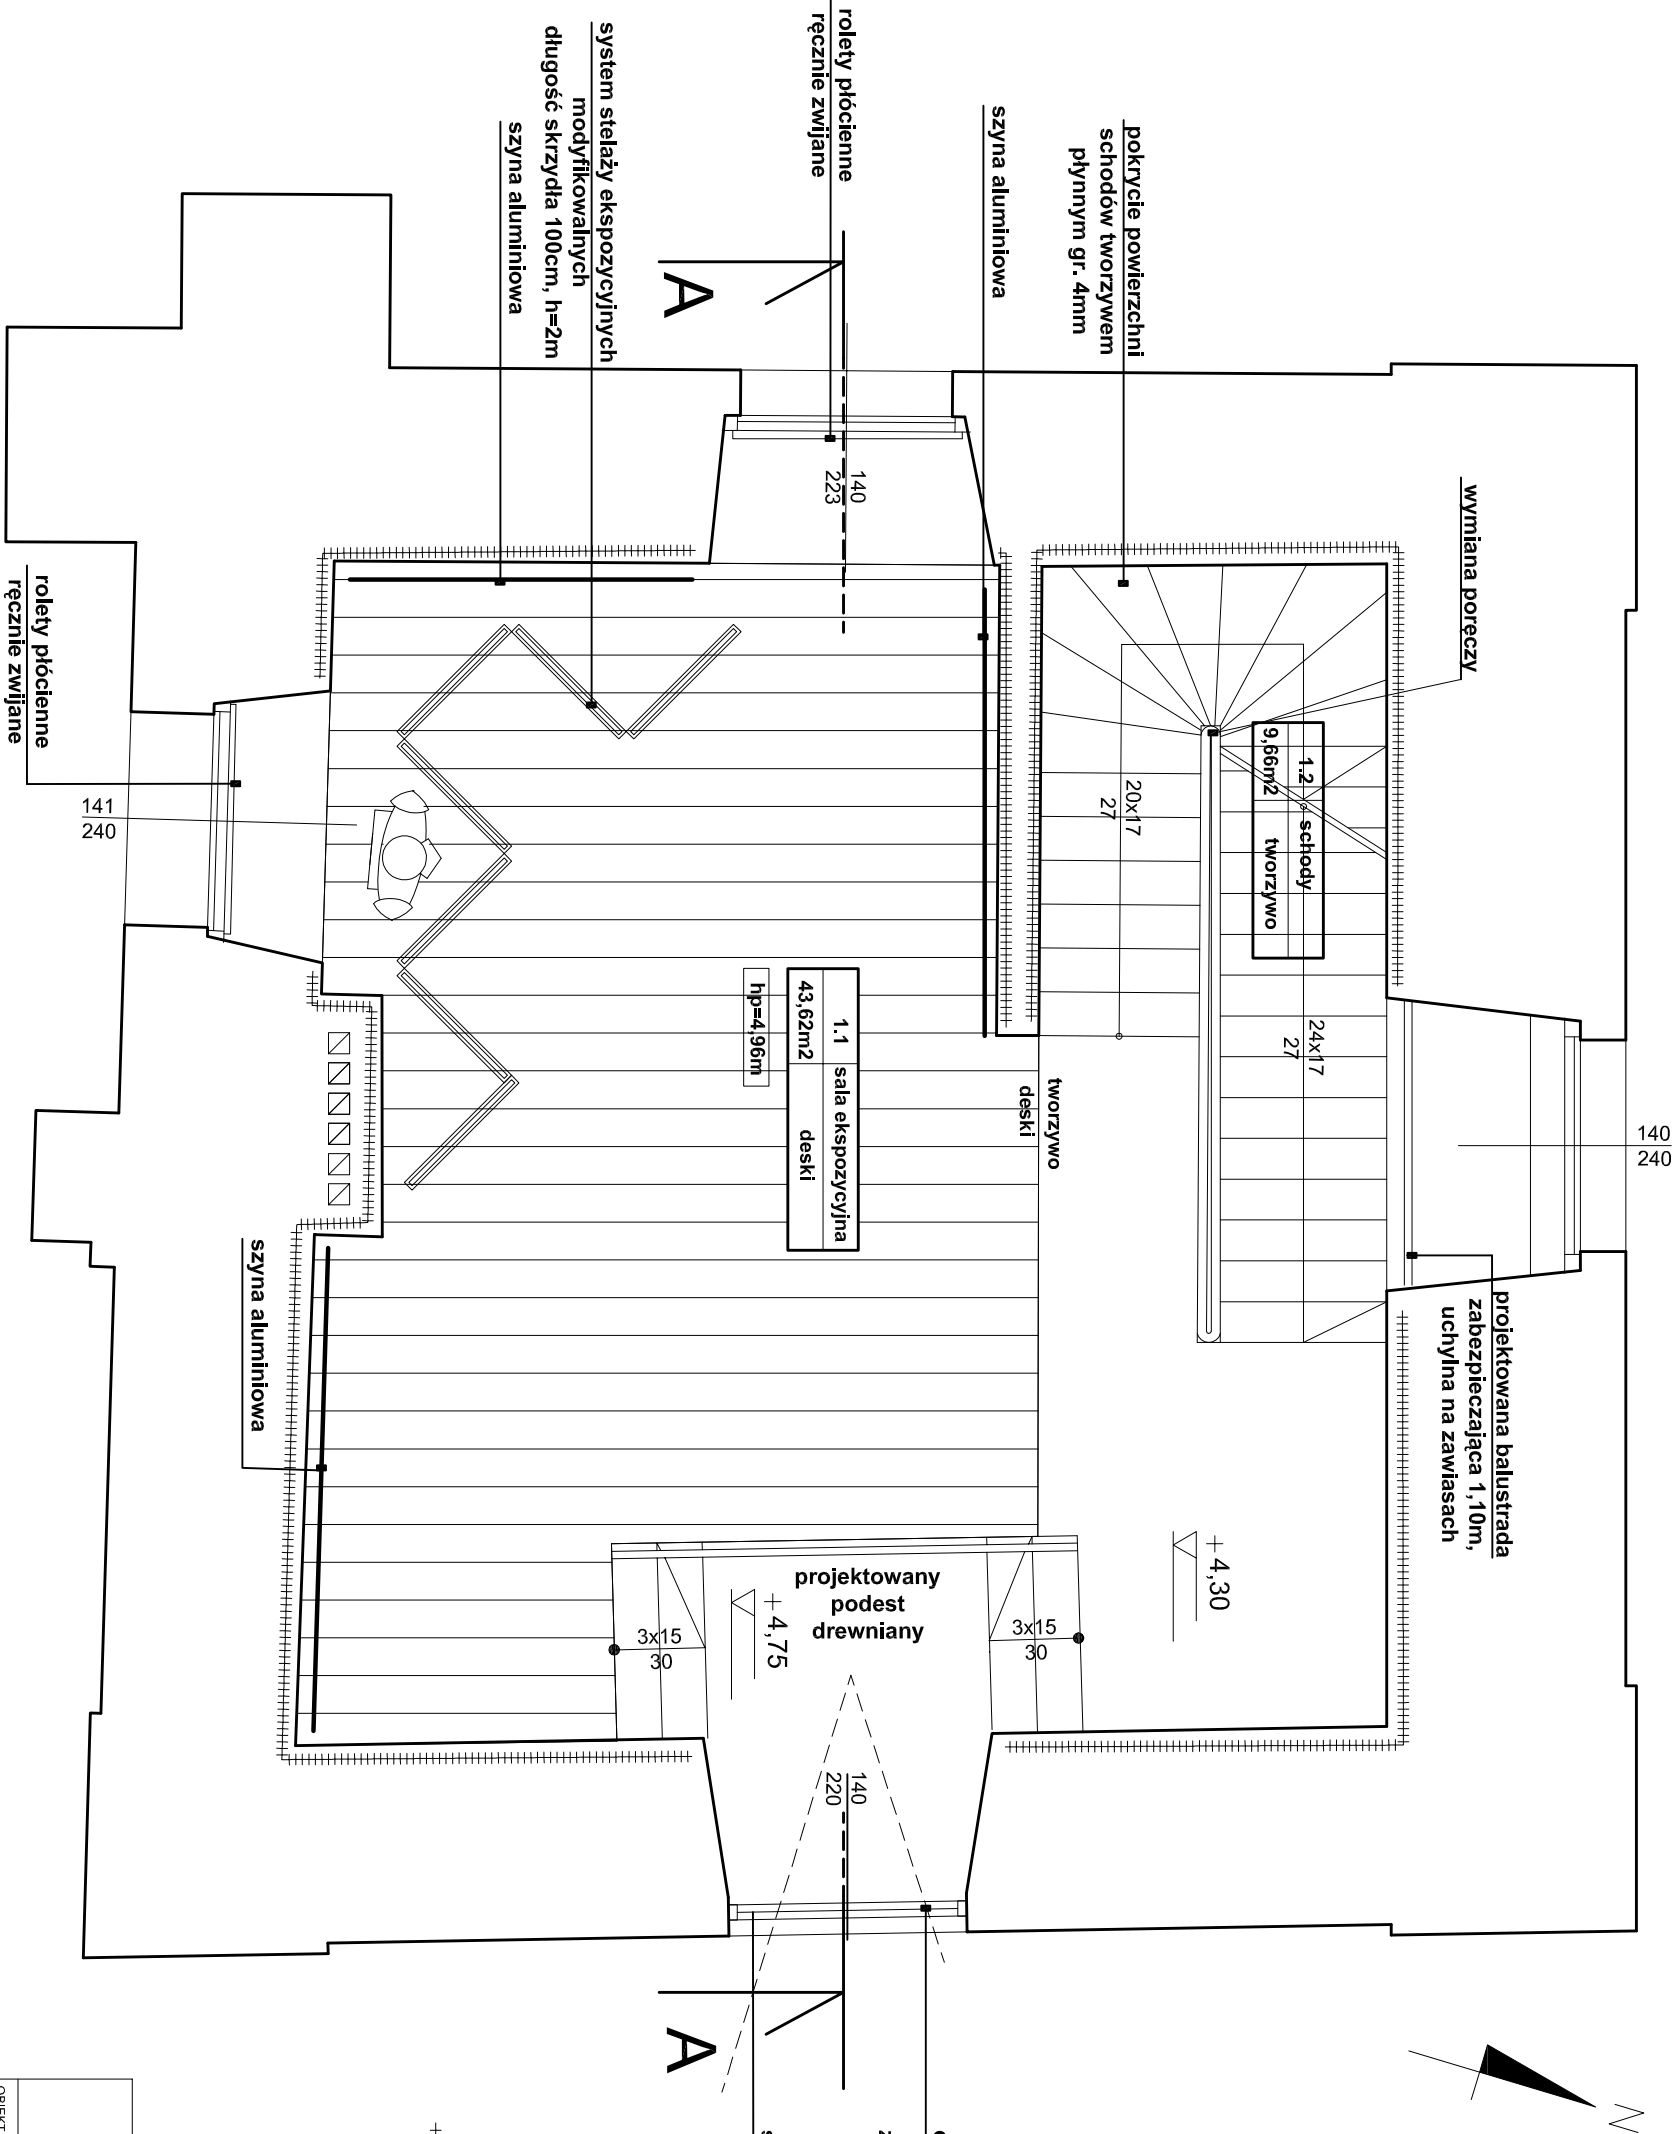 rolety płócienne
ręcznie zwijane
system stelaży ekspozycyjnych
modyfikowalnych
długość skrzydła 100cm, h=2m
szyna aluminiowa
szyna aluminiowa
pokrycie powierzchni
schodów tworzywem
płynnym gr. 4mm
wymiana poręczy
A
140
223
rolety płócienne
ręcznie zwijane
141
240
1.2
schody
9,66m2
tworzywo
20x17
27
24x17
27
140
240
1.1
sala ekspozycyjna
43,62m2
deski
hp=4,96m
tworzywo
deski
projektowana balustrada
zabezpieczająca 1,10m,
uchylna na zawiasach
szyna aluminiowa
+4,30
projektowany
podest
drewniany
+4,75
3x15
30
3x15
30
140
220
A
N
OBIEKT